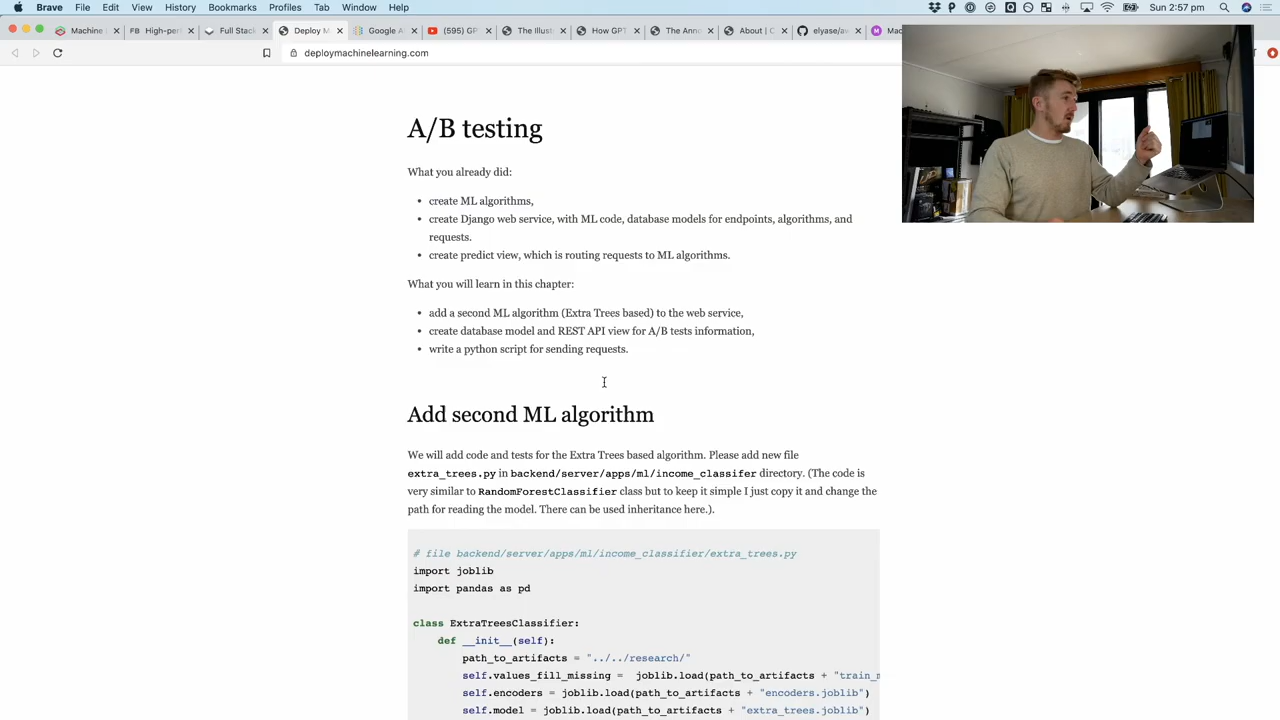 Brave File Edit View History Bookmarks Profiles Tab Window Help Sun 2:57 pm
Machine L FB High-per Full Stack Deploy M Google A (595) GP The Illust How GPT The Anno About | C elyase/aw Mac
deploymachinelearning.com
A/B testing
What you already did:
• create ML algorithms,
• create Django web service, with ML code, database models for endpoints, algorithms, and
requests.
• create predict view, which is routing requests to ML algorithms.
What you will learn in this chapter:
• add a second ML algorithm (Extra Trees based) to the web service,
• create database model and REST API view for A/B tests information,
• write a python script for sending requests.
Add second ML algorithm
We will add code and tests for the Extra Trees based algorithm. Please add new file
extra_trees.py in backend/server/apps/ml/income_classifer directory. (The code is
very similar to RandomForestClassifier class but to keep it simple I just copy it and change the
path for reading the model. There can be used inheritance here.).
# file backend/server/apps/ml/income_classifier/extra_trees.py
import joblib
import pandas as pd
class ExtraTreesClassifier:
def __init__(self):
path_to_artifacts = "../../research/"
self.values_fill_missing = joblib.load(path_to_artifacts + "train_m
self.encoders = joblib.load(path_to_artifacts + "encoders.joblib")
self.model = joblib.load(path_to_artifacts + "extra_trees.joblib")